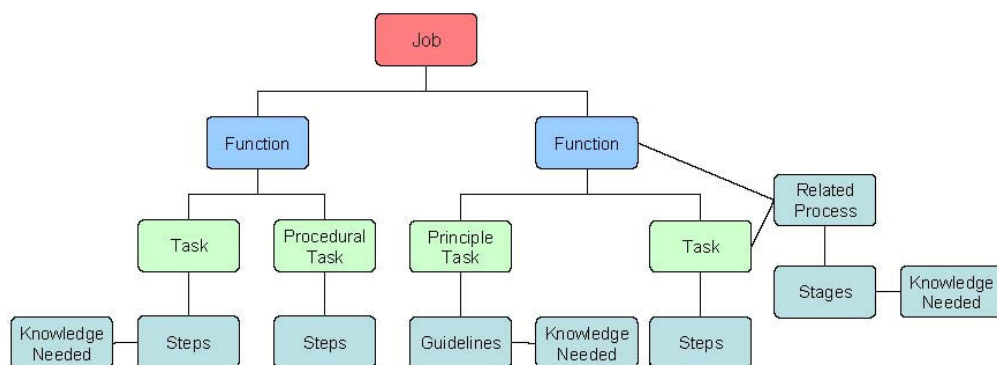 Job
Function
Function
Related
Process
Task
Procedural
Task
Principle
Task
Task
Stages
Knowledge
Needed
Knowledge
Needed
Steps
Steps
Guidelines
Knowledge
Needed
Steps